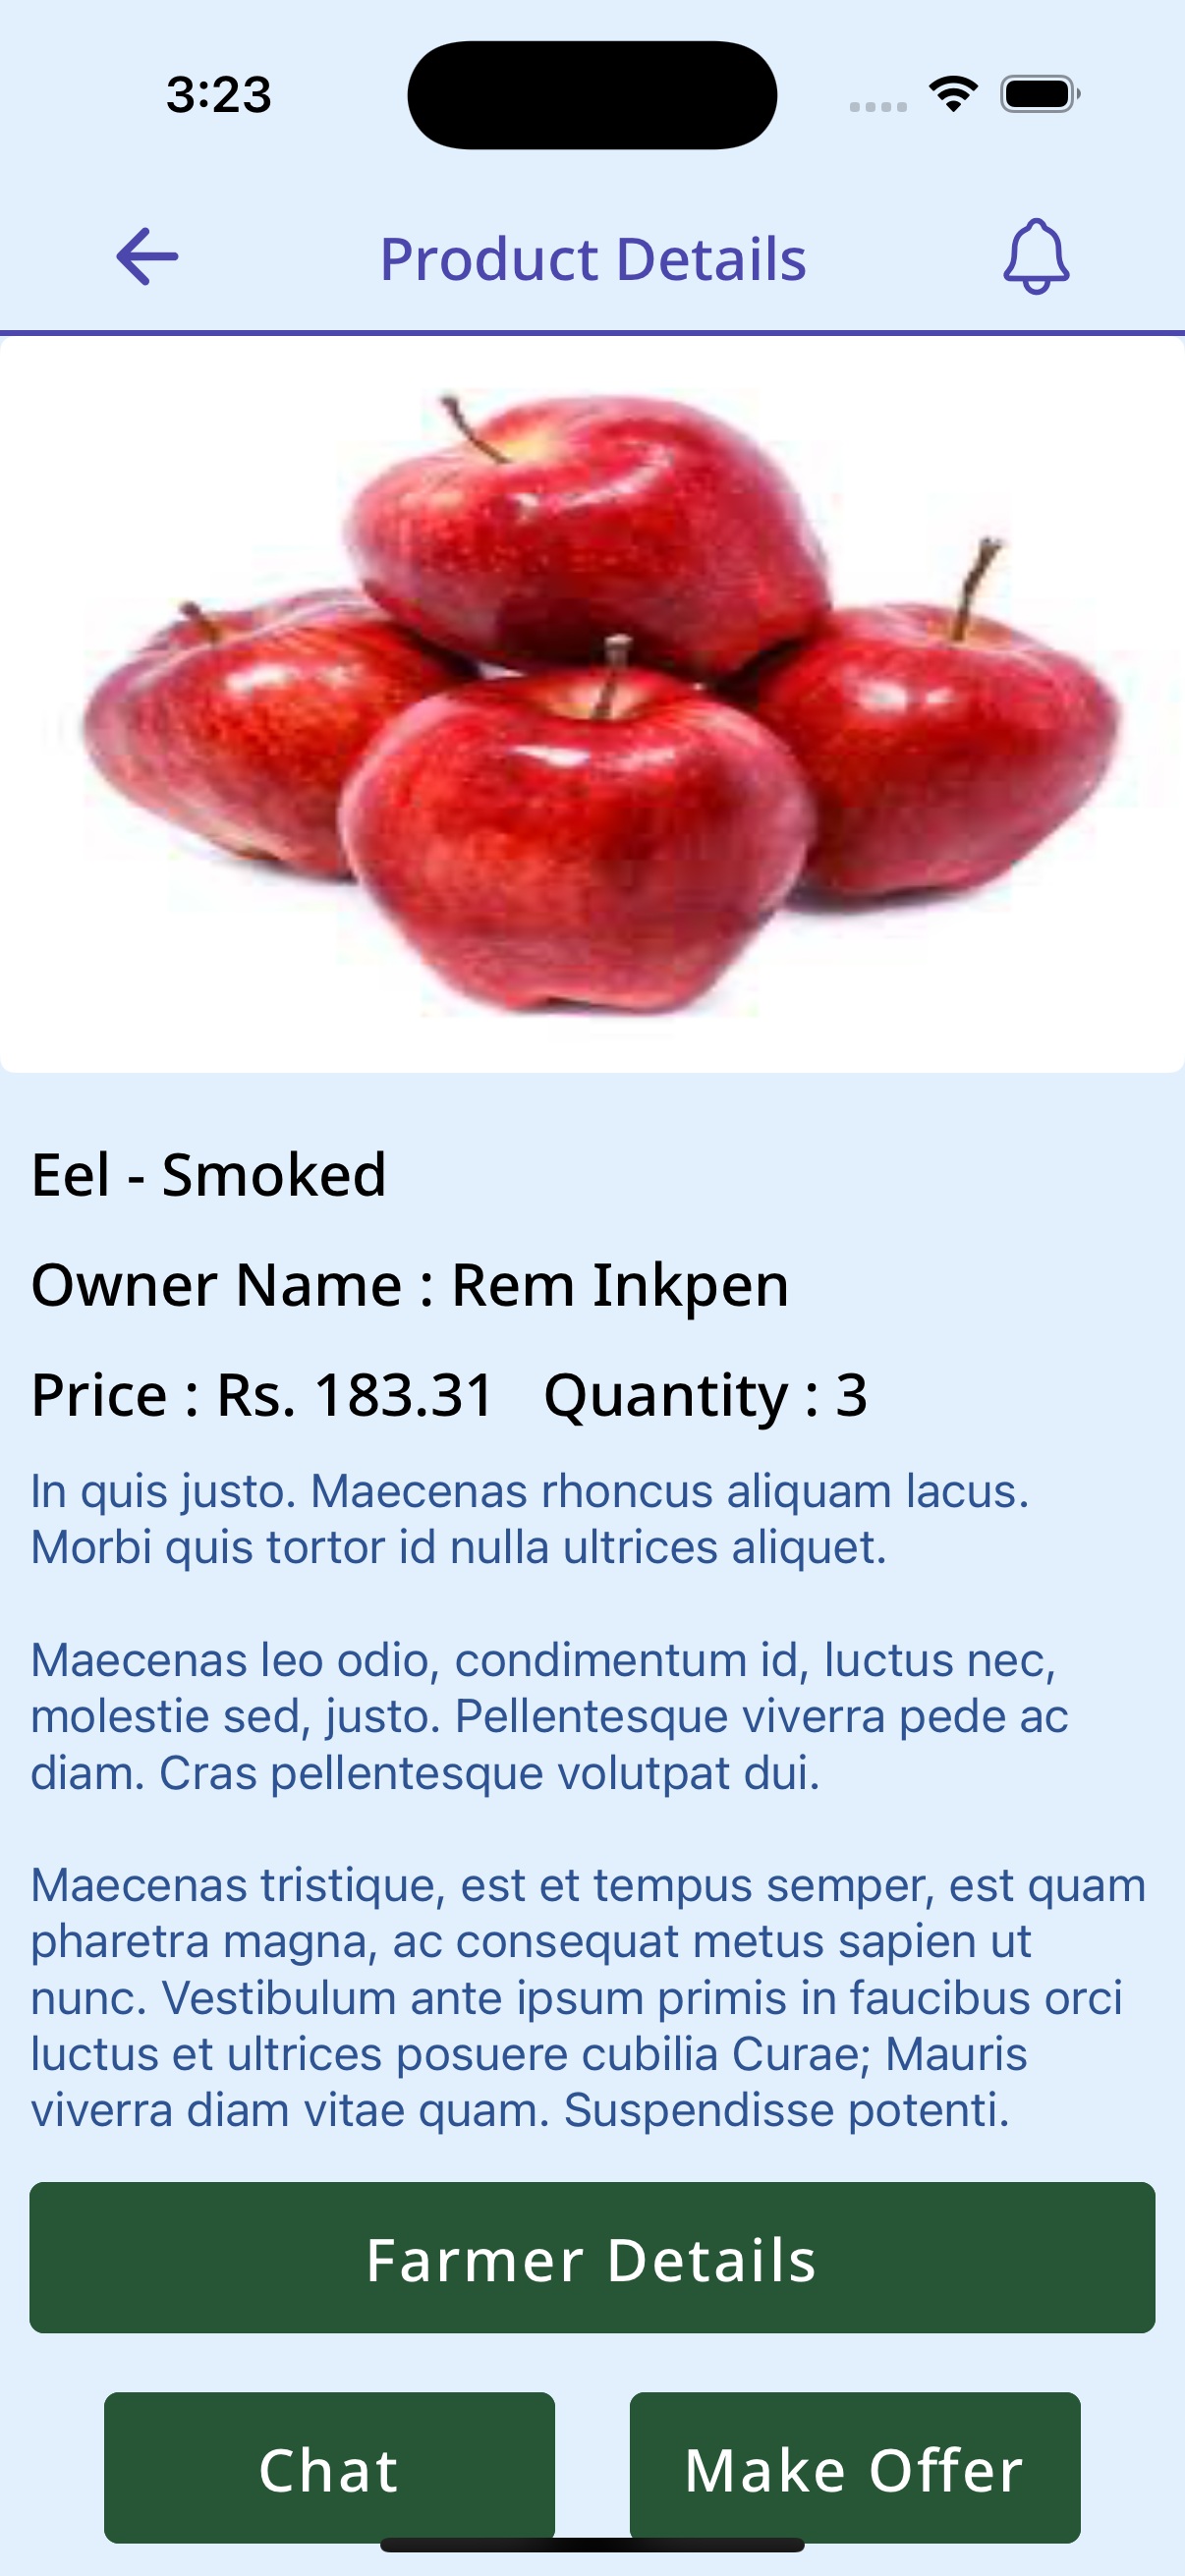 3:23
Product Details
Eel - Smoked
Owner Name : Rem Inkpen
Price : Rs. 183.31 Quantity : 3
In quis justo. Maecenas rhoncus aliquam lacus.
Morbi quis tortor id nulla ultrices aliquet.
Maecenas leo odio, condimentum id, luctus nec,
molestie sed, justo. Pellentesque viverra pede ac
diam. Cras pellentesque volutpat dui.
Maecenas tristique, est et tempus semper, est quam
pharetra magna, ac consequat metus sapien ut
nunc. Vestibulum ante ipsum primis in faucibus orci
luctus et ultrices posuere cubilia Curae; Mauris
viverra diam vitae quam. Suspendisse potenti.
Farmer Details
Chat Make Offer